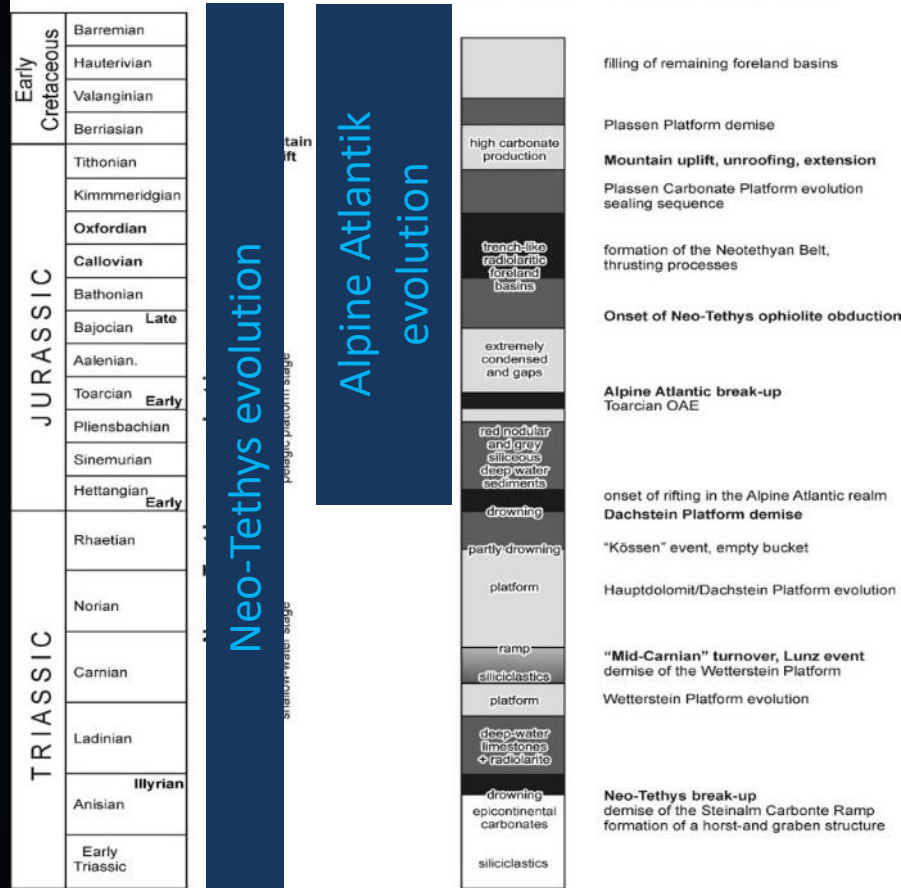 Early
Cretaceous
JURASSIC
TRIASSIC
Barremian
Hauterivian
Valanginian
Berriasian
Tithonian
Kimmmeridgian
Oxfordian
Callovian
Bathonian
Late
Bajocian
Aalenian.
Toarcian
Early
Pliensbachian
Sinemurian
Hettangian
Early
Rhaetian
Norian
Carnian
Ladinian
Illyrian
Anisian
Early
Triassic
Neo-Tethys evolution
Alpine Atlantik
evolution
high carbonate
production
trench-like
radiolaritic
foreland
basins
extremely
condensed
and gaps
red nodular
and grey
siliceous
deep water
sediments
drowning
partly drowning
platform
ramp
siliciclastics
platform
deep-water
limestones
+ radiolarite
drowning
epicontinental
carbonates
siliciclastics
filling of remaining foreland basins
Plassen Platform demise
Mountain uplift, unroofing, extension
Plassen Carbonate Platform evolution
sealing sequence
formation of the Neotethyan Belt,
thrusting processes
Onset of Neo-Tethys ophiolite obduction
Alpine Atlantic break-up
Toarcian OAE
onset of rifting in the Alpine Atlantic realm
Dachstein Platform demise
"Kössen" event, empty bucket
Hauptdolomit/Dachstein Platform evolution
"Mid-Carnian" turnover, Lunz event
demise of the Wetterstein Platform
Wetterstein Platform evolution
Neo-Tethys break-up
demise of the Steinalm Carbonte Ramp
formation of a horst-and graben structure